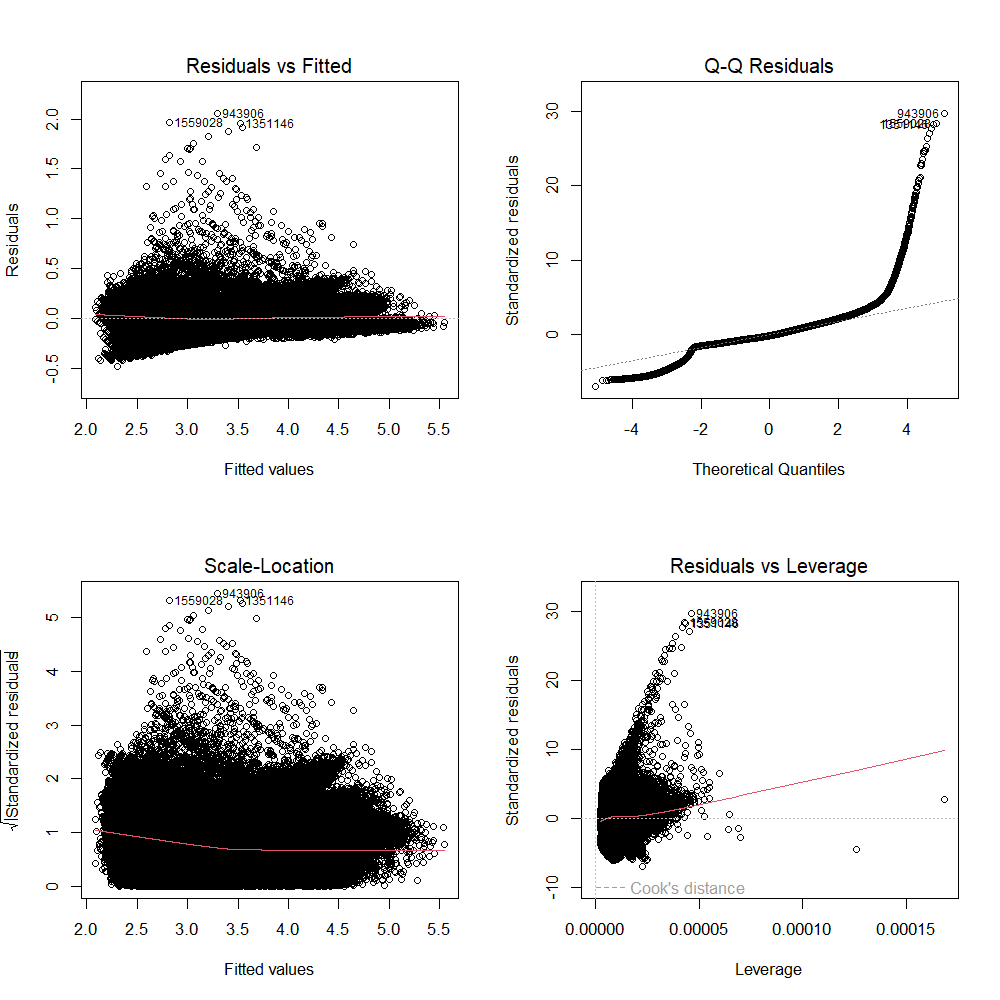 Residuals vs Fitted
Residuals
2.0
1.5
1.0
0.5
0.0
-0.5
943906
1559028
1351146
2.0 2.5 3.0 3.5 4.0 4.5 5.0 5.5
Fitted values
Q-Q Residuals
Standardized residuals
30
20
10
0
943906
1559028
1351146
-4 -2 0 2 4
Theoretical Quantiles
Scale-Location
√|Standardized residuals|
5
4
3
2
1
0
943906
1559028
1351146
2.0 2.5 3.0 3.5 4.0 4.5 5.0 5.5
Fitted values
Residuals vs Leverage
Standardized residuals
30
20
10
0
-10
943906
1559028
1351146
Cook's distance
0.00000 0.00005 0.00010 0.00015
Leverage